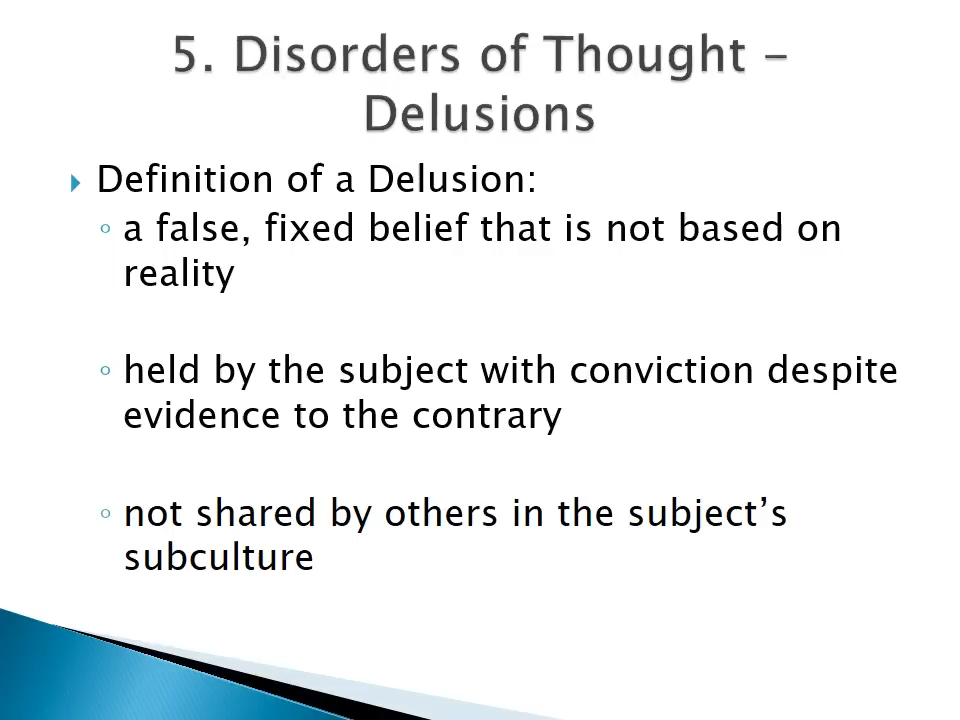 5. Disorders of Thought -
Delusions
Definition of a Delusion:
a false, fixed belief that is not based on
reality
held by the subject with conviction despite
evidence to the contrary
not shared by others in the subject’s
subculture